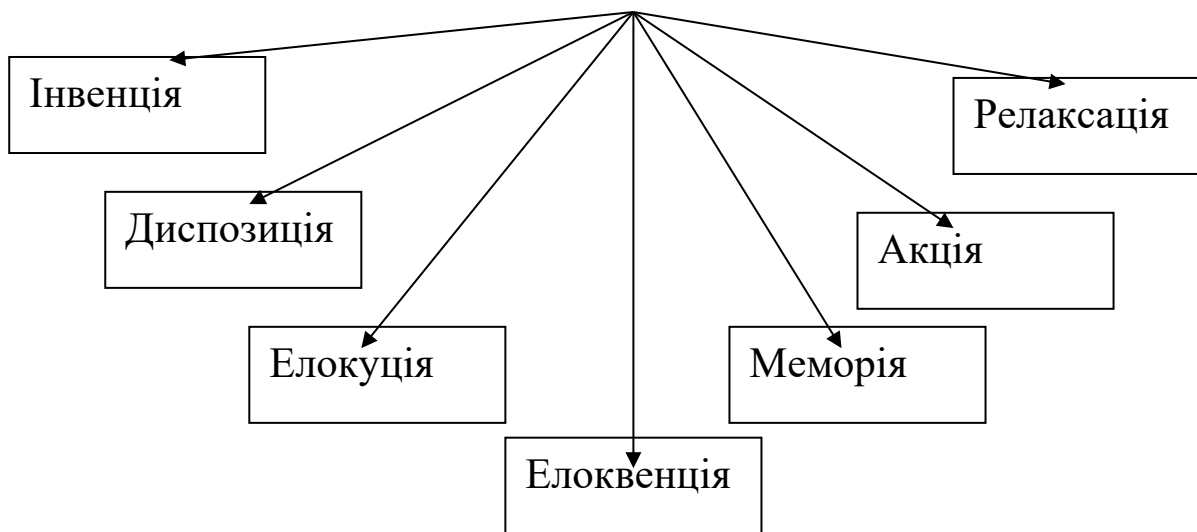 Інвенція
Релаксація
Диспозиція
Акція
Елокуція
Меморія
Елоквенція